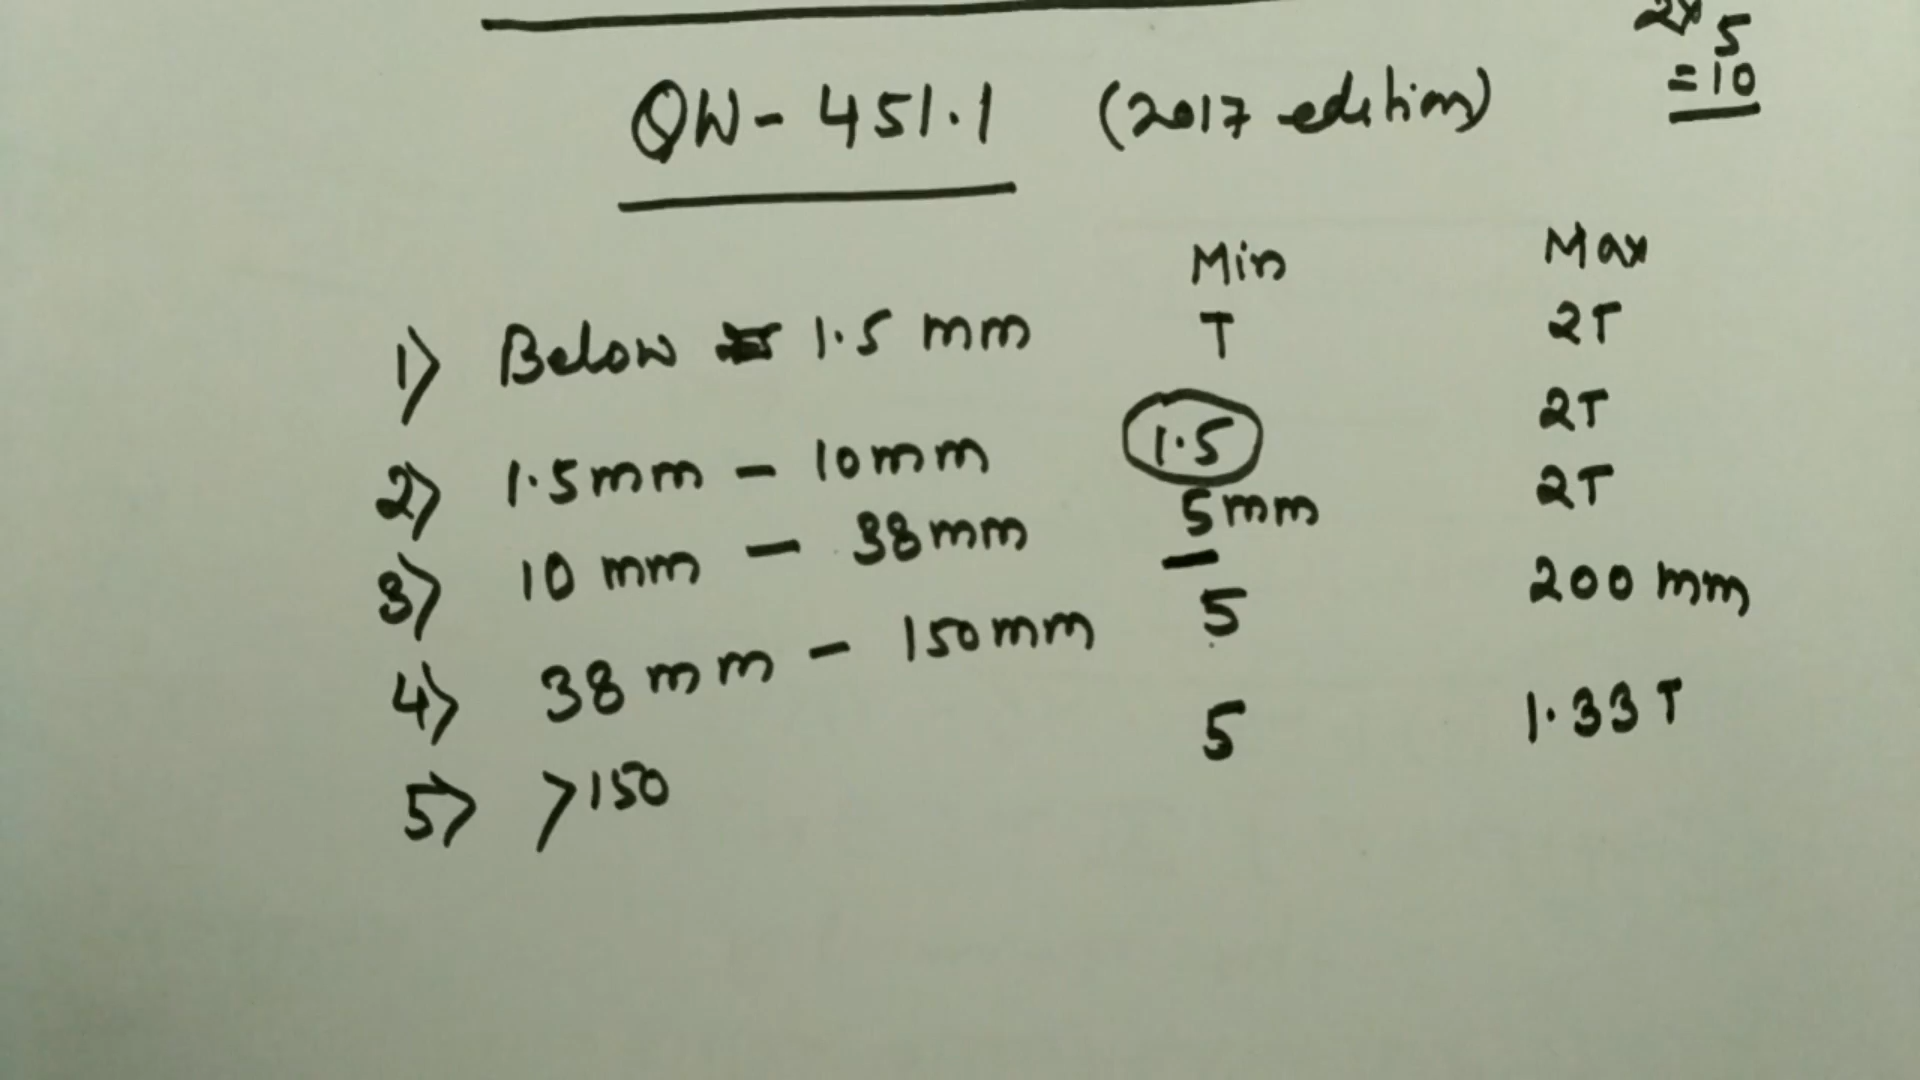 2x 5
= 10
QW - 451.1 (2017 edition)
Min Max
1) Below 1.5 mm T 2T
2) 1.5mm - 10mm 1.5 2T
3) 10 mm - 38mm 5mm 2T
4) 38 mm - 150mm 5 200 mm
5) >150 5 1.33T